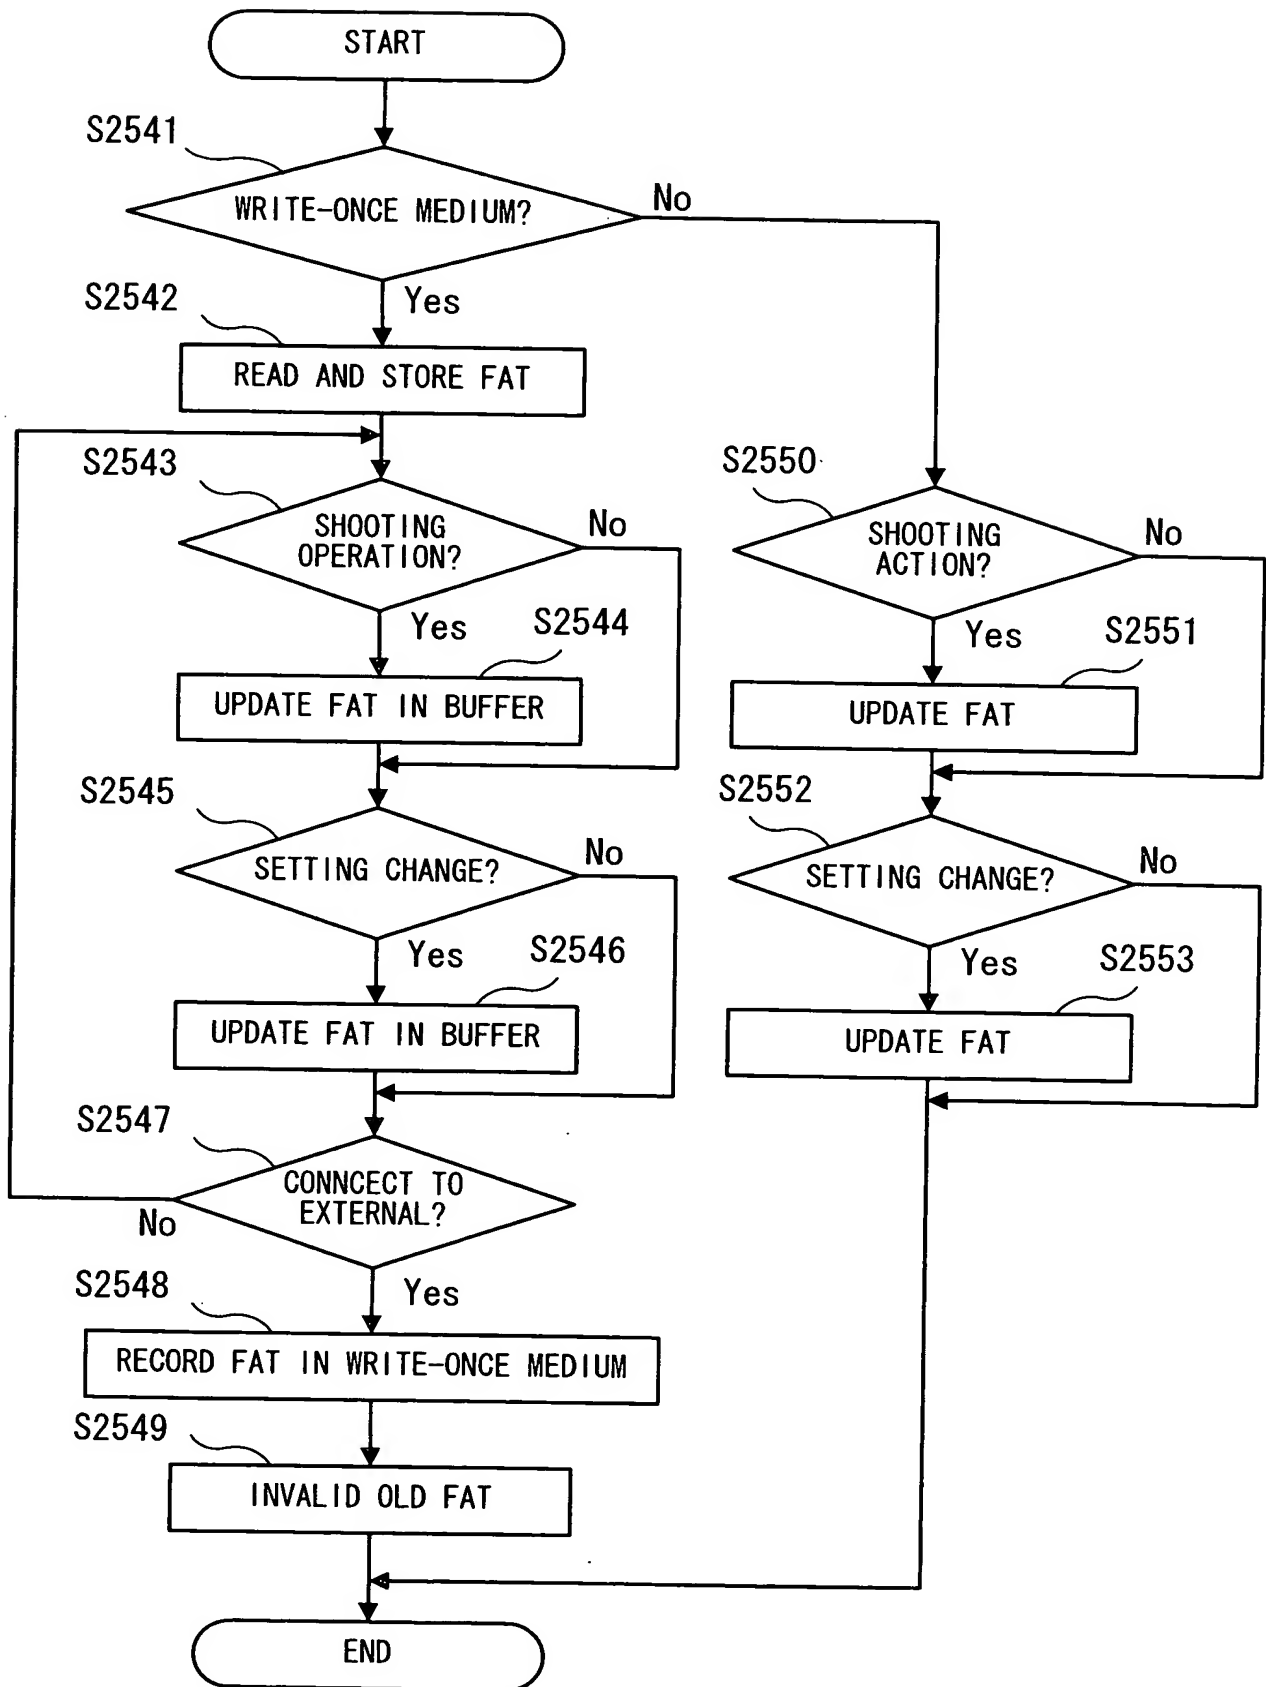 START
S2541
WRITE-ONCE MEDIUM?
No
S2542
Yes
READ AND STORE FAT
S2543
SHOOTING
OPERATION?
No
S2550
SHOOTING
ACTION?
No
Yes
S2544
Yes
S2551
UPDATE FAT IN BUFFER
UPDATE FAT
S2545
SETTING CHANGE?
No
S2552
SETTING CHANGE?
No
Yes
S2546
Yes
S2553
UPDATE FAT IN BUFFER
UPDATE FAT
S2547
CONNCECT TO
EXTERNAL?
No
S2548
Yes
RECORD FAT IN WRITE-ONCE MEDIUM
S2549
INVALID OLD FAT
END